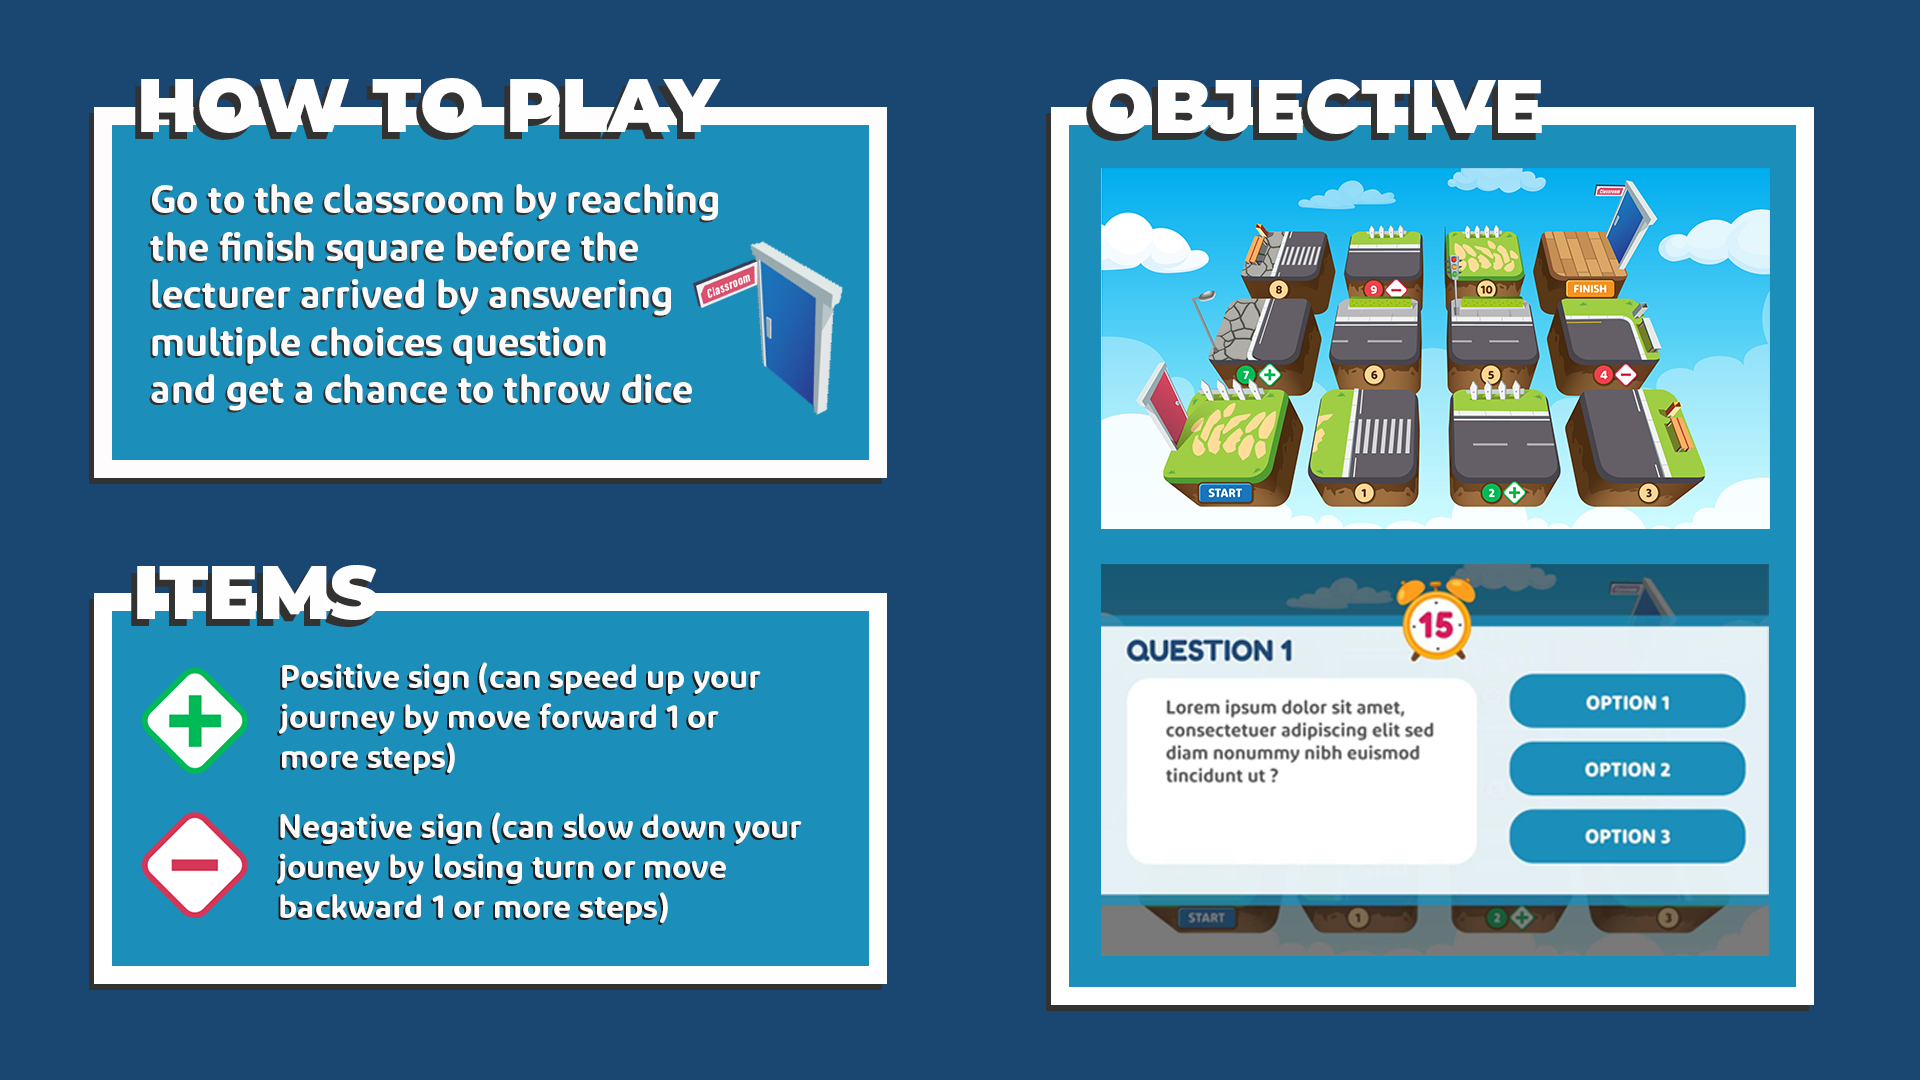 HOW TO PLAY
Go to the classroom by reaching
the finish square before the
lecturer arrived by answering
multiple choices question
and get a chance to throw dice
Classroom
ITEMS
Positive sign (can speed up your
journey by move forward 1 or
more steps)
Negative sign (can slow down your
jouney by losing turn or move
backward 1 or more steps)
OBJECTIVE
Classroom
8
9
10
FINISH
7
6
5
4
START
1
2
3
15
QUESTION 1
Lorem ipsum dolor sit amet,
consectetuer adipiscing elit sed
diam nonummy nibh euismod
tincidunt ut ?
OPTION 1
OPTION 2
OPTION 3
START
1
2
3